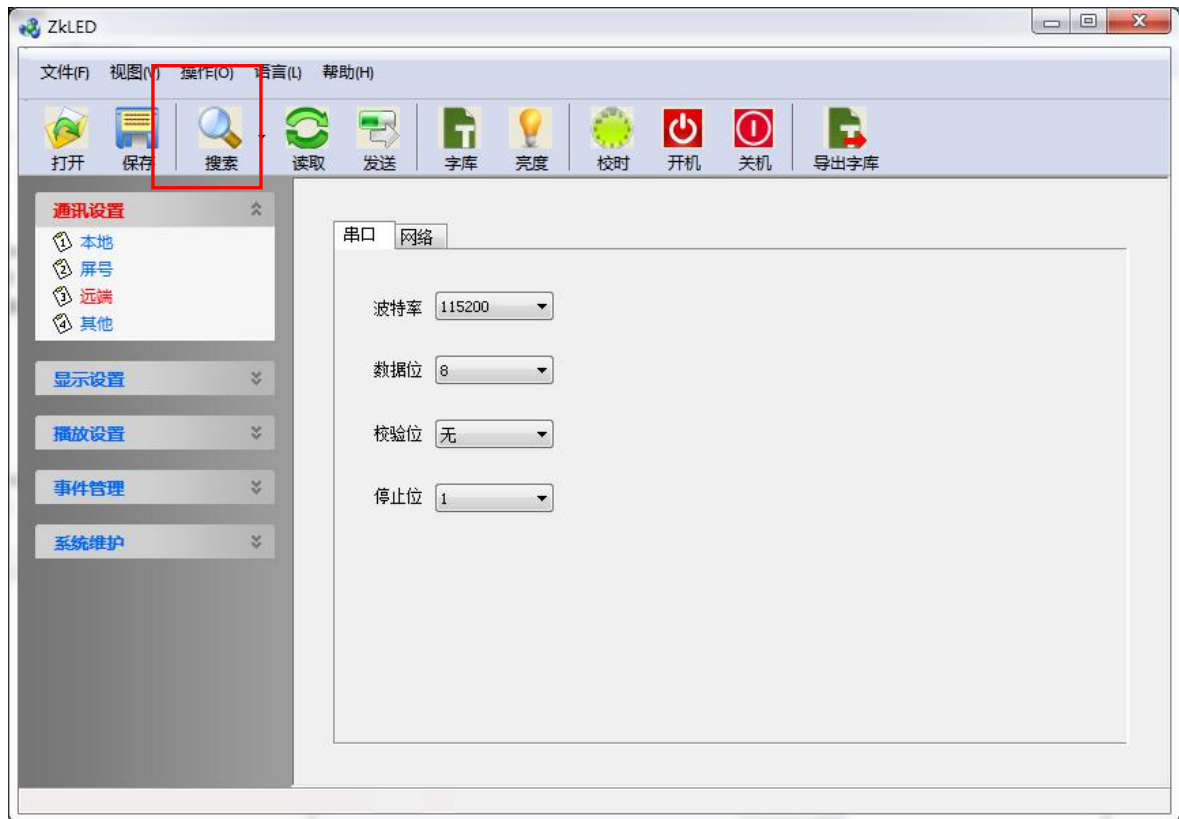 ZkLED
文件(F) 视图(V) 操作(O) 语言(L) 帮助(H)
打开 保存 搜索 读取 发送 字库 亮度 校时 开机 关机 导出字库
通讯设置
1 本地
2 屏号
3 远端
4 其他
显示设置
播放设置
事件管理
系统维护
串口 网络
波特率 115200
数据位 8
校验位 无
停止位 1